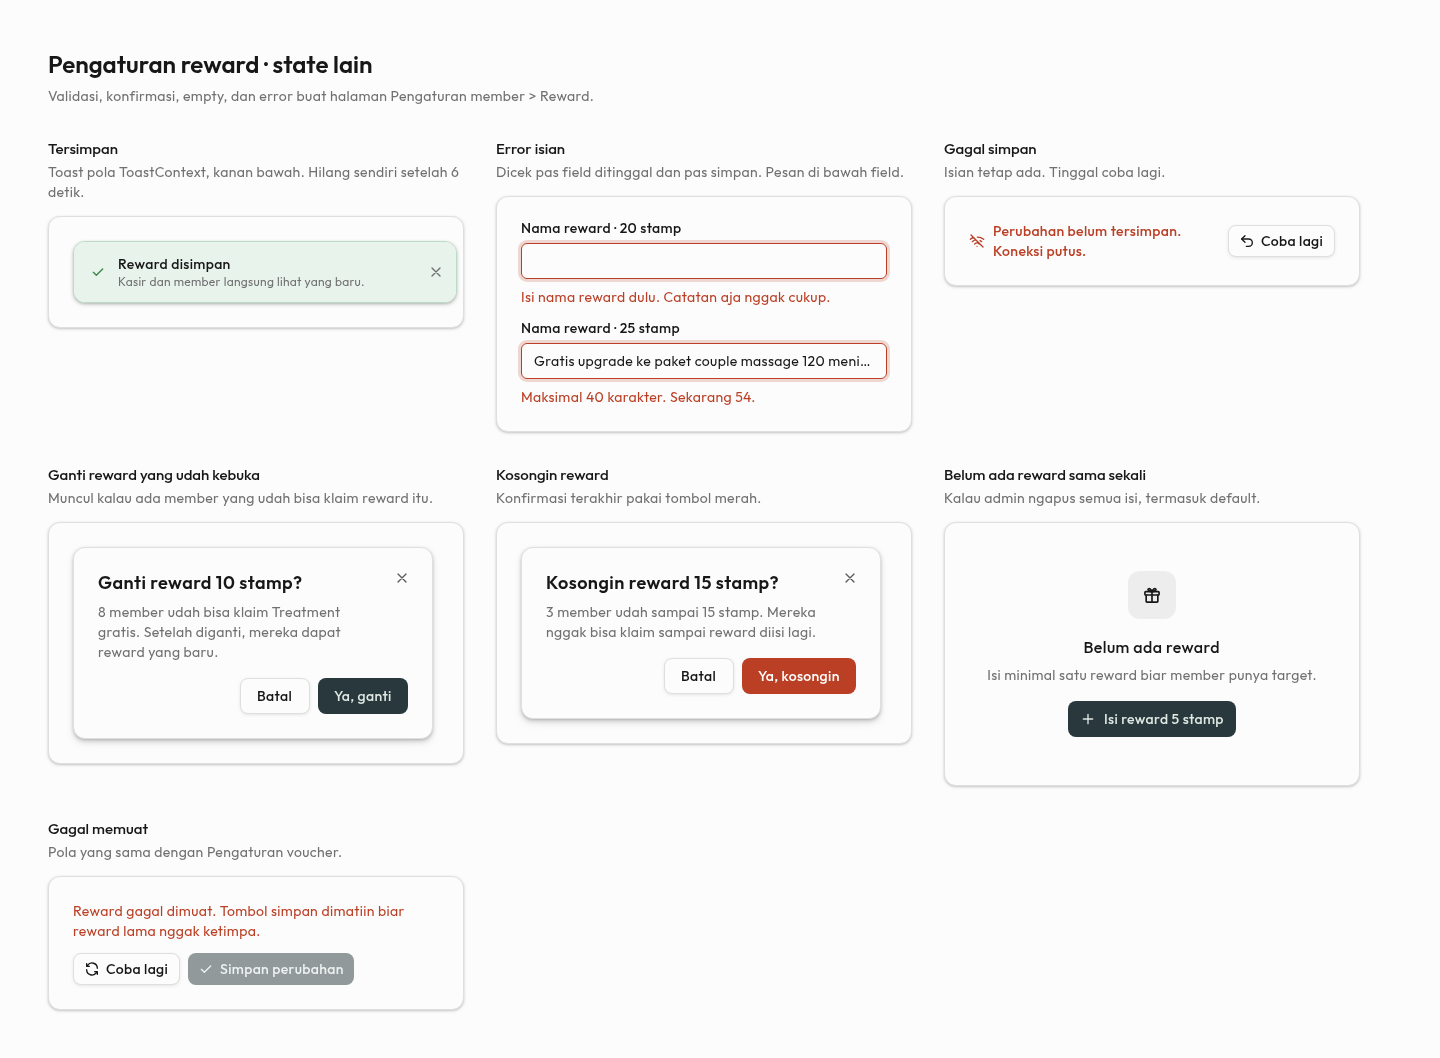 Pengaturan reward · state lain
Validasi, konfirmasi, empty, dan error buat halaman Pengaturan member > Reward.
Tersimpan
Toast pola ToastContext, kanan bawah. Hilang sendiri setelah 6
detik.
Reward disimpan
Kasir dan member langsung lihat yang baru.
Error isian
Dicek pas field ditinggal dan pas simpan. Pesan di bawah field.
Nama reward · 20 stamp
Isi nama reward dulu. Catatan aja nggak cukup.
Nama reward · 25 stamp
Gratis upgrade ke paket couple massage 120 meni...
Maksimal 40 karakter. Sekarang 54.
Gagal simpan
Isian tetap ada. Tinggal coba lagi.
Perubahan belum tersimpan.
Koneksi putus.
Coba lagi
Ganti reward yang udah kebuka
Muncul kalau ada member yang udah bisa klaim reward itu.
Ganti reward 10 stamp?
8 member udah bisa klaim Treatment
gratis. Setelah diganti, mereka dapat
reward yang baru.
Batal
Ya, ganti
Kosongin reward
Konfirmasi terakhir pakai tombol merah.
Kosongin reward 15 stamp?
3 member udah sampai 15 stamp. Mereka
nggak bisa klaim sampai reward diisi lagi.
Batal
Ya, kosongin
Belum ada reward sama sekali
Kalau admin ngapus semua isi, termasuk default.
Belum ada reward
Isi minimal satu reward biar member punya target.
Isi reward 5 stamp
Gagal memuat
Pola yang sama dengan Pengaturan voucher.
Reward gagal dimuat. Tombol simpan dimatiin biar
reward lama nggak ketimpa.
Coba lagi
Simpan perubahan